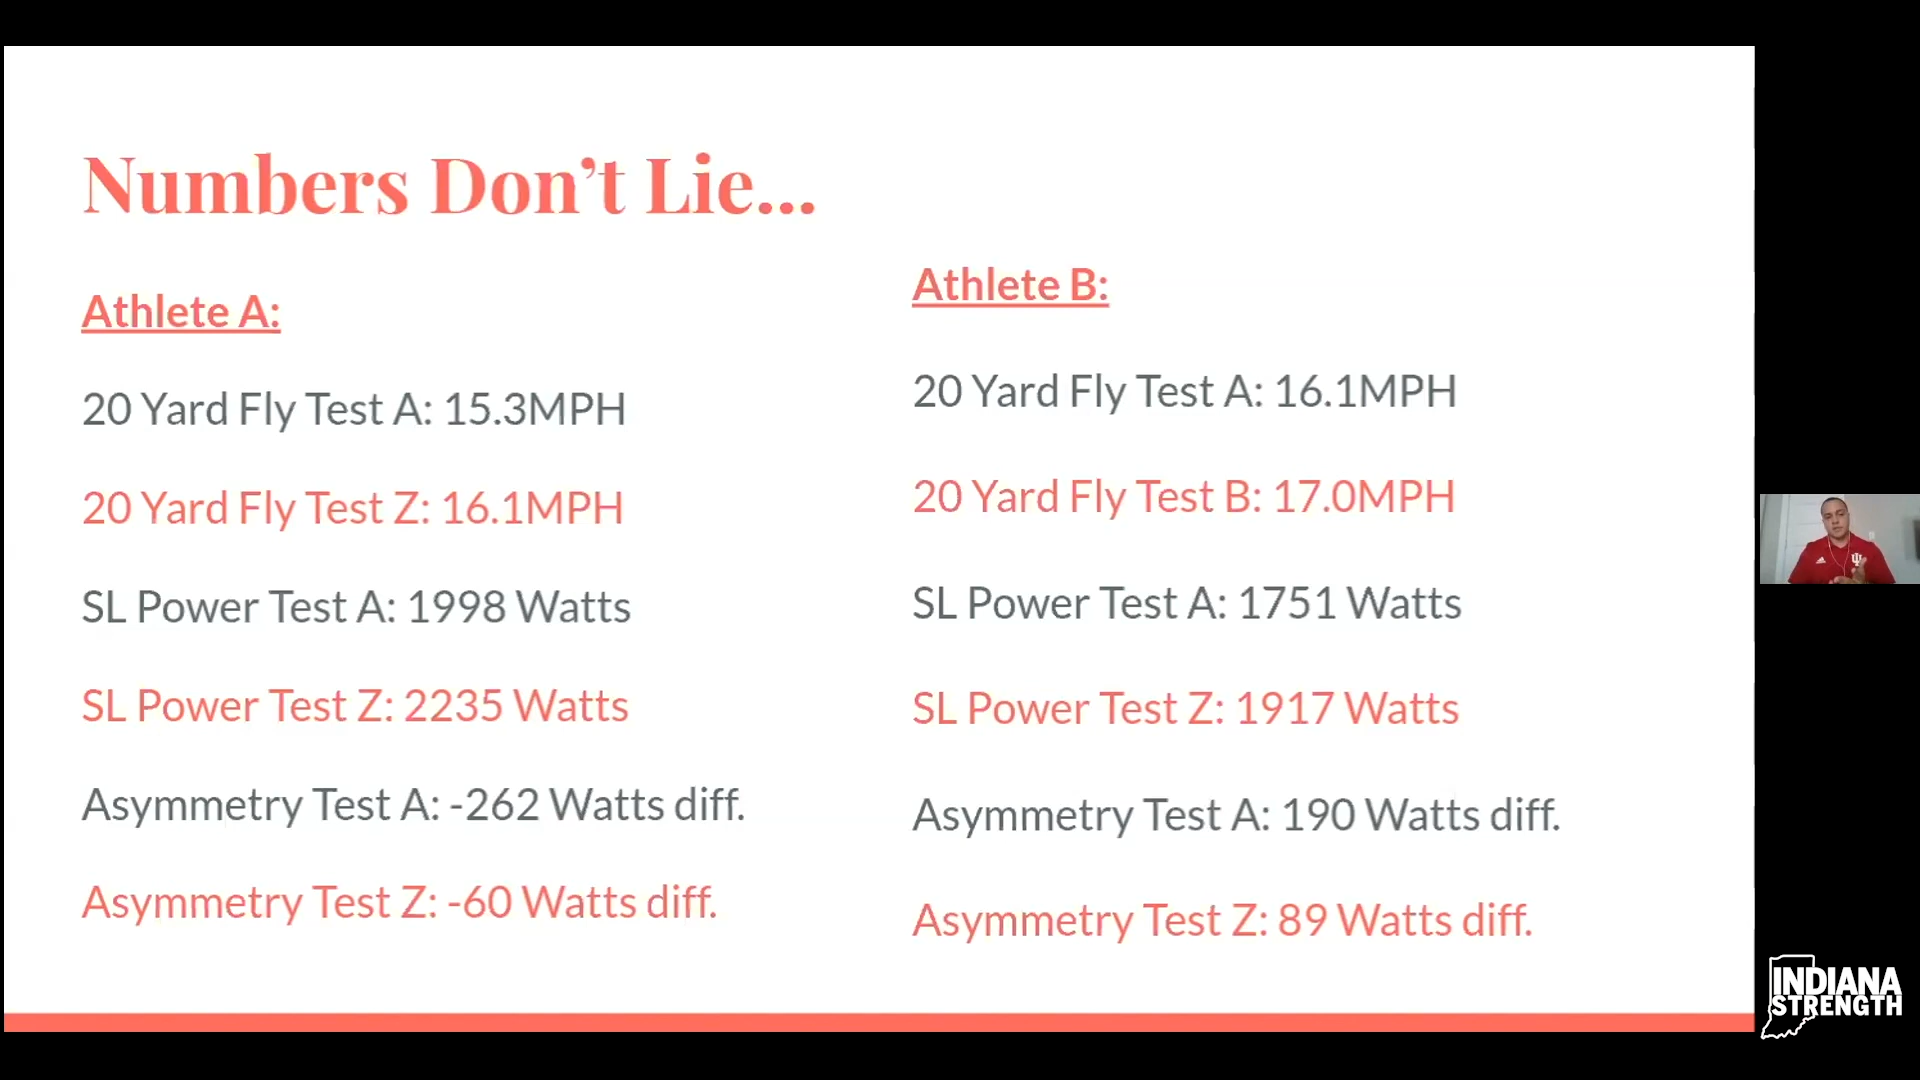 Numbers Don’t Lie...
Athlete A:
20 Yard Fly Test A: 15.3MPH
20 Yard Fly Test Z: 16.1MPH
SL Power Test A: 1998 Watts
SL Power Test Z: 2235 Watts
Asymmetry Test A: -262 Watts diff.
Asymmetry Test Z: -60 Watts diff.
Athlete B:
20 Yard Fly Test A: 16.1MPH
20 Yard Fly Test B: 17.0MPH
SL Power Test A: 1751 Watts
SL Power Test Z: 1917 Watts
Asymmetry Test A: 190 Watts diff.
Asymmetry Test Z: 89 Watts diff.
INDIANA
STRENGTH